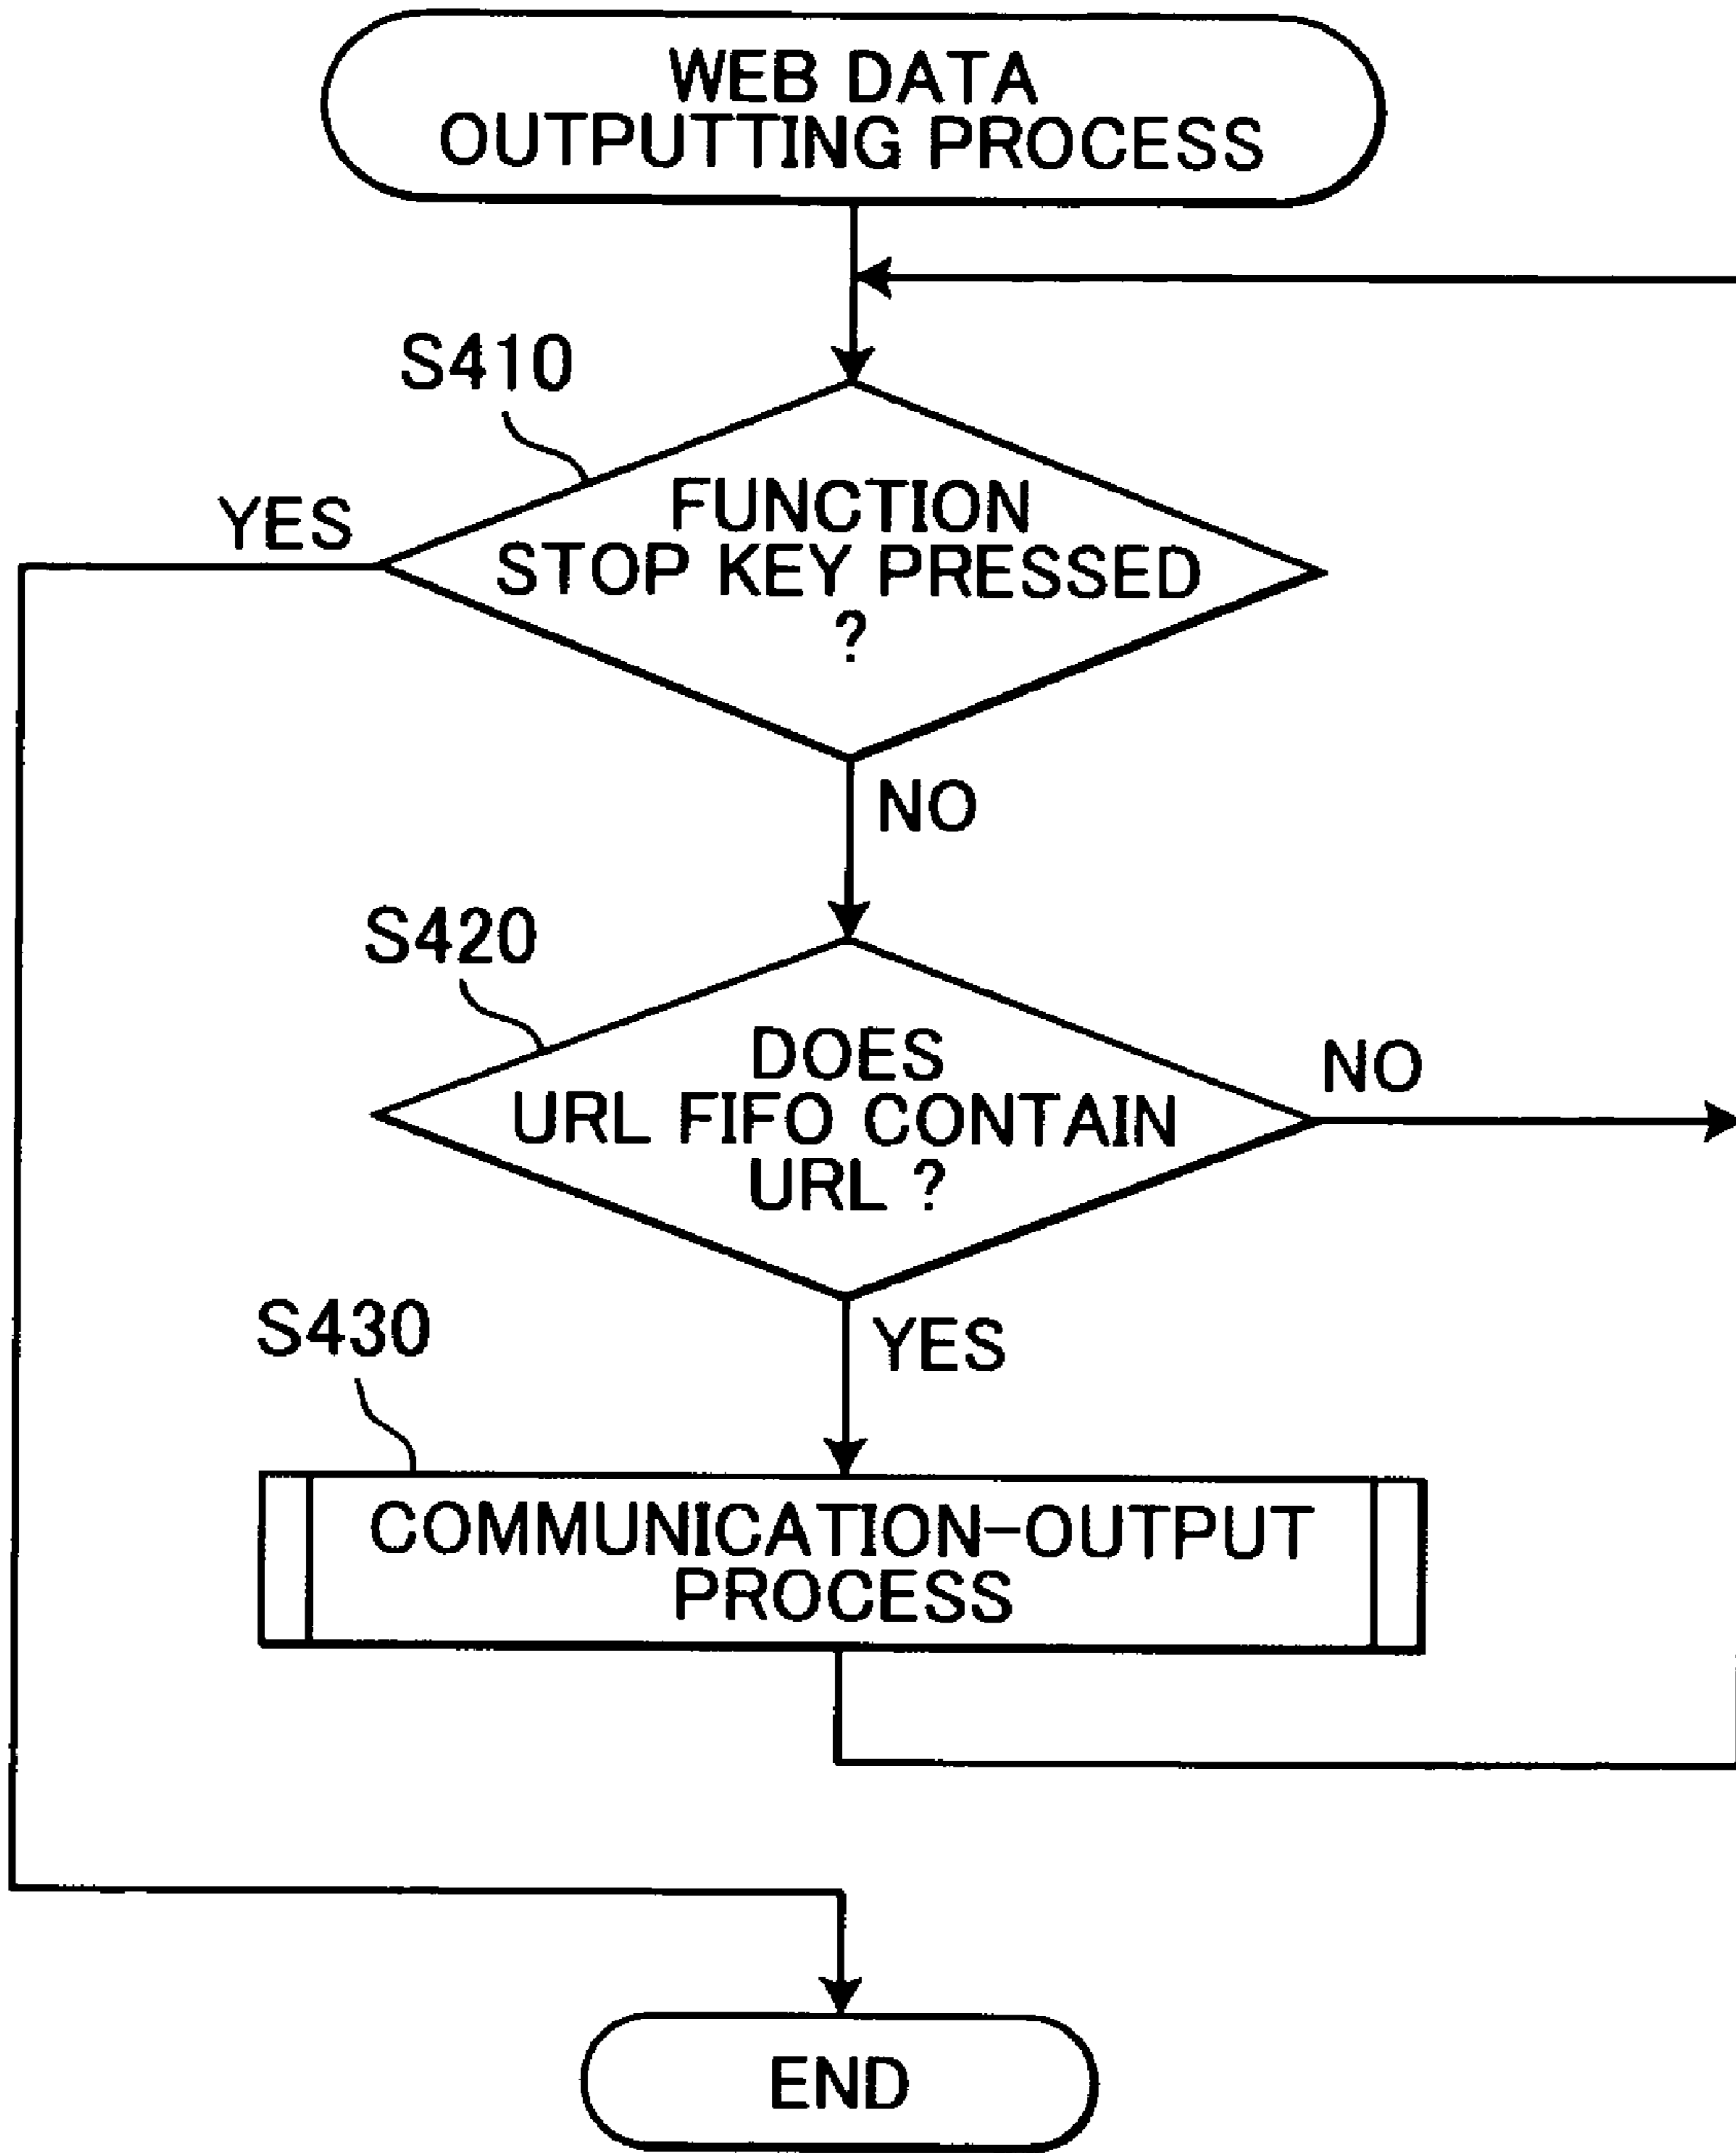 WEB DATA
OUTPUTTING PROCESS
S410
YES
FUNCTION
STOP KEY PRESSED
?
NO
S420
DOES
URL FIFO CONTAIN
URL ?
NO
YES
S430
COMMUNICATION-OUTPUT
PROCESS
END